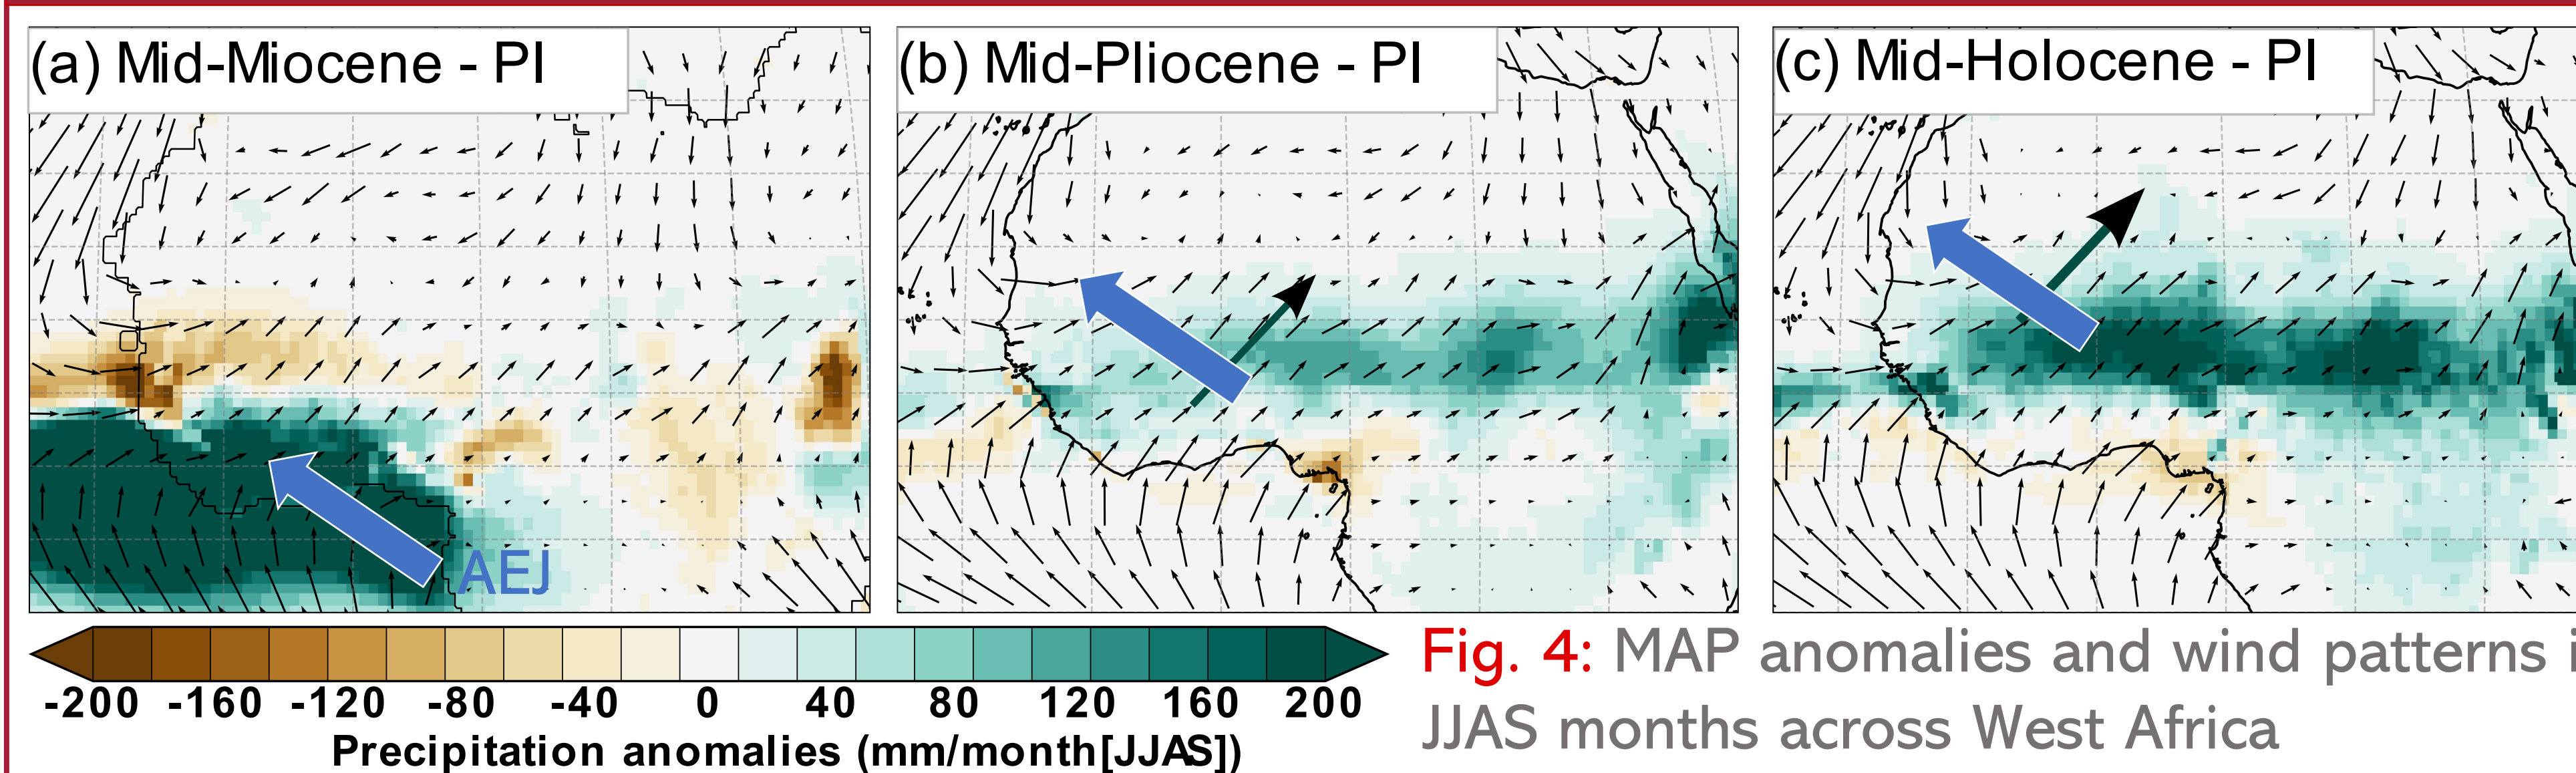 (a) Mid-Miocene - PI
(b) Mid-Pliocene - PI
(c) Mid-Holocene - PI
AEJ
-200 -160 -120 -80 -40 0 40 80 120 160 200
Precipitation anomalies (mm/month[JJAS])
Fig. 4: MAP anomalies and wind patterns i
JJAS months across West Africa